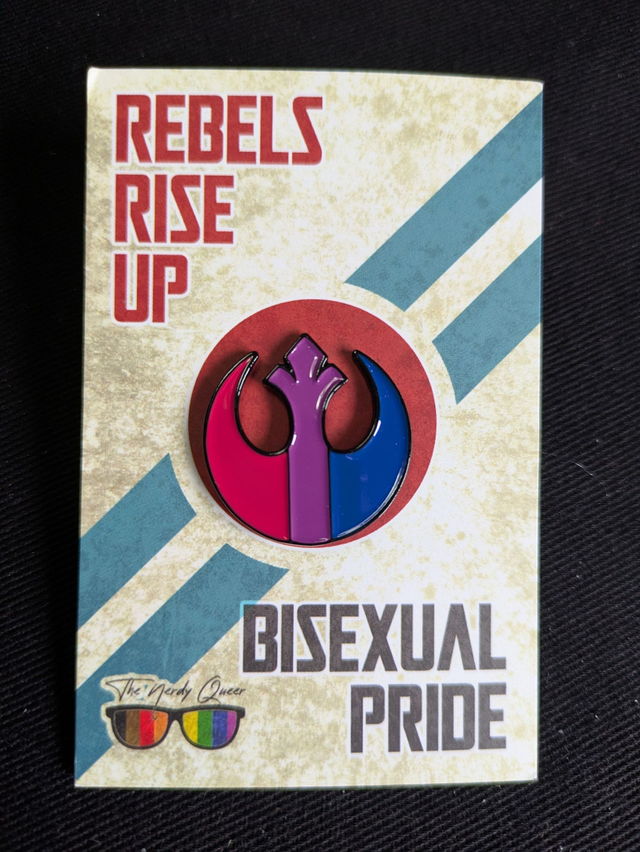 REBELS
RISE
UP
BISEXUAL
PRIDE
The Nerdy Queer